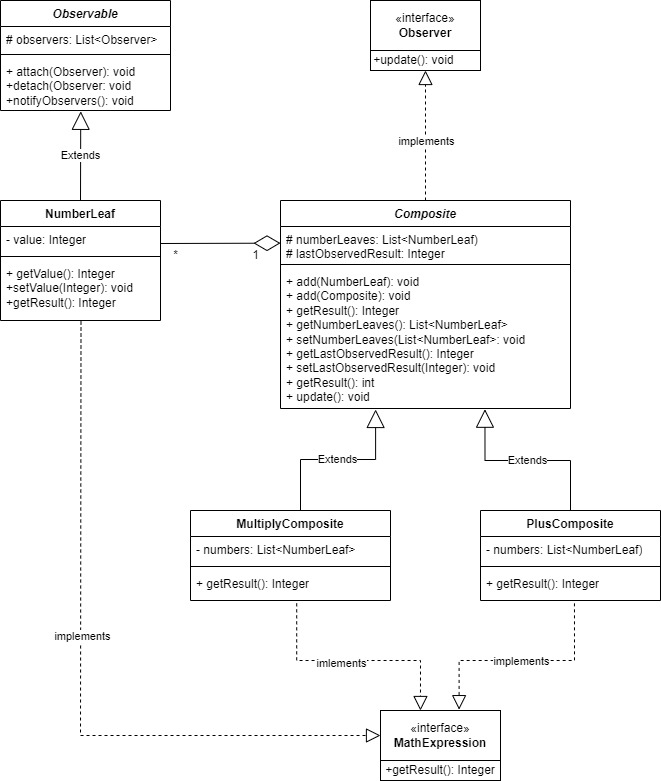 Observable
# observers: List<Observer>
+ attach(Observer): void
+detach(Observer: void
+notifyObservers(): void
«interface»
Observer
+update(): void
Extends
implements
NumberLeaf
- value: Integer
+ getValue(): Integer
+setValue(Integer): void
+getResult(): Integer
*
1
Composite
# numberLeaves: List<NumberLeaf)
# lastObservedResult: Integer
+ add(NumberLeaf): void
+ add(Composite): void
+ getResult(): Integer
+ getNumberLeaves(): List<NumberLeaf>
+ setNumberLeaves(List<NumberLeaf>: void
+ getLastObservedResult(): Integer
+ setLastObservedResult(Integer): void
+ getResult(): int
+ update(): void
Extends
Extends
MultiplyComposite
- numbers: List<NumberLeaf>
+ getResult(): Integer
PlusComposite
- numbers: List<NumberLeaf)
+ getResult(): Integer
implements
imlements
implements
«interface»
MathExpression
+getResult(): Integer